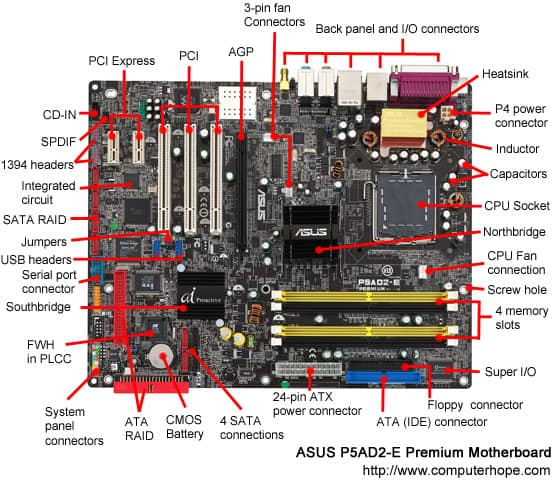 3-pin fan
Connectors
Back panel and I/O connectors
PCI Express
PCI
AGP
Heatsink
CD-IN
P4 power
connector
SPDIF
Inductor
1394 headers
Capacitors
Integrated
circuit
CPU Socket
SATA RAID
ASUS
ASUS
Northbridge
Jumpers
USB headers
CPU Fan
connection
Serial port
connector
P5AD2-E
PREMIUM
Screw hole
Southbridge
ai Proactive
4 memory
slots
FWH
in PLCC
Super I/O
System
panel
connectors
ATA
RAID
CMOS
Battery
4 SATA
connections
24-pin ATX
power connector
Floppy connector
ATA (IDE) connector
ASUS P5AD2-E Premium Motherboard
http://www.computerhope.com